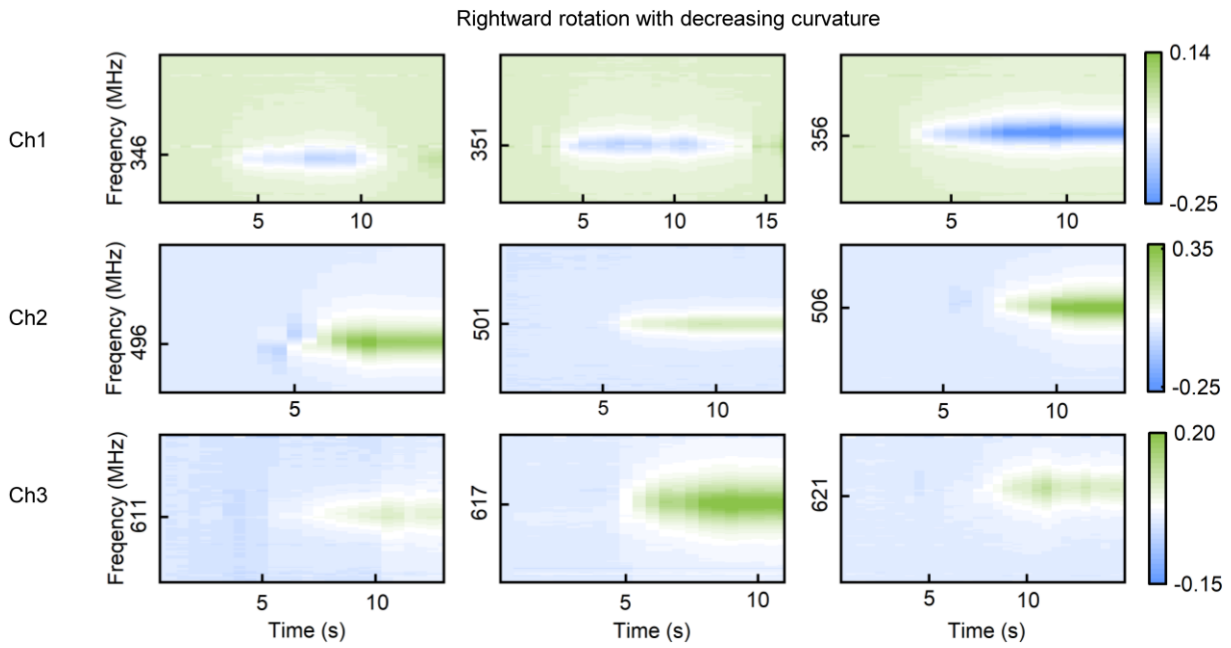 Rightward rotation with decreasing curvature
Ch1
Freqency (MHz)
346
5 10
351
5 10 15
356
5 10
0.14
-0.25
Ch2
Freqency (MHz)
496
5
501
5 10
506
5 10
0.35
-0.25
Ch3
Freqency (MHz)
611
5 10
617
5 10
621
5 10
0.20
-0.15
Time (s) Time (s) Time (s)